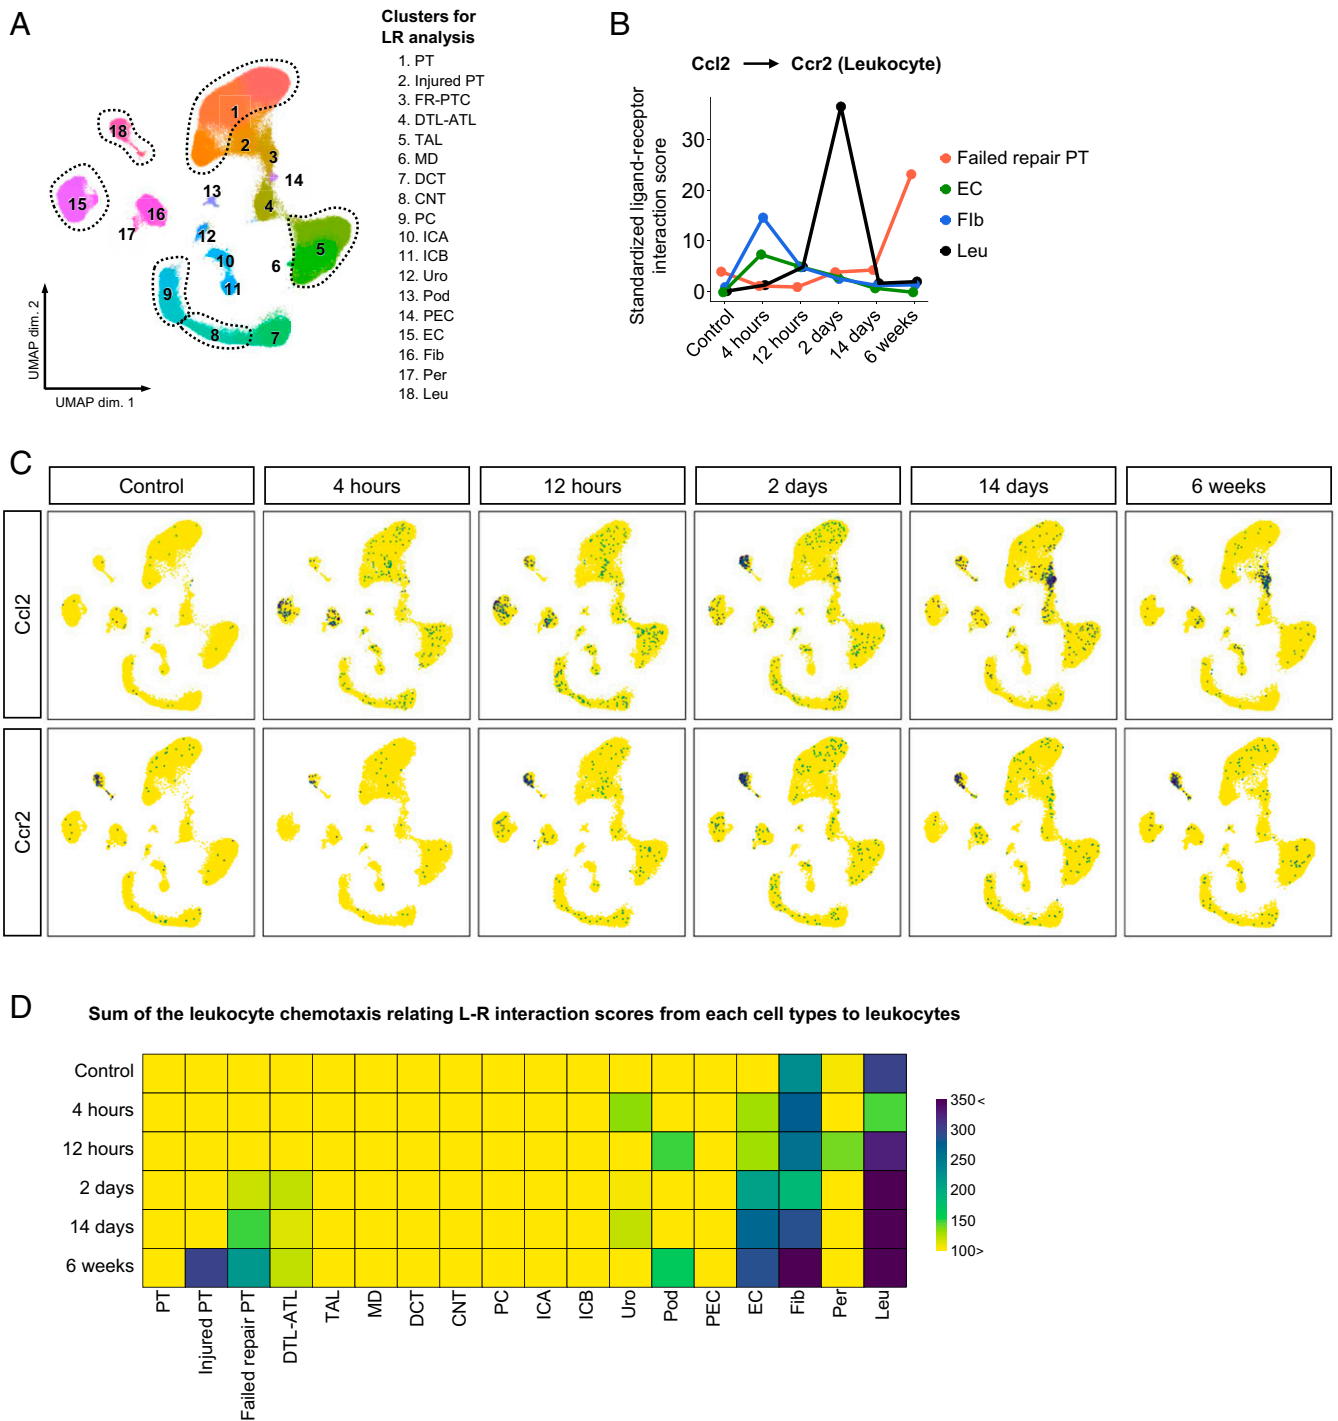 A
Clusters for
LR analysis
1. PT
2. Injured PT
3. FR-PTC
4. DTL-ATL
5. TAL
6. MD
7. DCT
8. CNT
9. PC
10. ICA
11. ICB
12. Uro
13. Pod
14. PEC
15. EC
16. Fib
17. Per
18. Leu
1
2
3
14
13
4
18
15
16
17
12
10
11
6
5
9
8
7
UMAP dim. 2
UMAP dim. 1
B
Ccl2 → Ccr2 (Leukocyte)
Standardized ligand-receptor
interaction score
30
20
10
0
Control
4 hours
12 hours
2 days
14 days
6 weeks
Failed repair PT
EC
FIb
Leu
C
Control
4 hours
12 hours
2 days
14 days
6 weeks
Ccl2
Ccr2
D
Sum of the leukocyte chemotaxis relating L-R interaction scores from each cell types to leukocytes
Control
4 hours
12 hours
2 days
14 days
6 weeks
PT
Injured PT
Failed repair PT
DTL-ATL
TAL
MD
DCT
CNT
PC
ICA
ICB
Uro
Pod
PEC
EC
Fib
Per
Leu
350<
300
250
200
150
100>